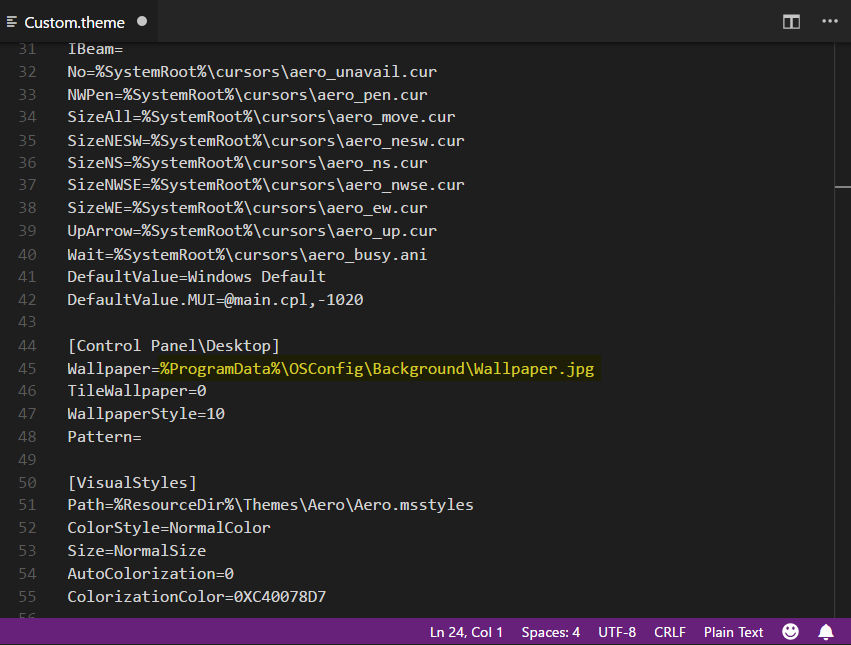 Custom.theme
31 IBeam=
32 No=%SystemRoot%\cursors\aero_unavail.cur
33 NWPen=%SystemRoot%\cursors\aero_pen.cur
34 SizeAll=%SystemRoot%\cursors\aero_move.cur
35 SizeNESW=%SystemRoot%\cursors\aero_nesw.cur
36 SizeNS=%SystemRoot%\cursors\aero_ns.cur
37 SizeNWSE=%SystemRoot%\cursors\aero_nwse.cur
38 SizeWE=%SystemRoot%\cursors\aero_ew.cur
39 UpArrow=%SystemRoot%\cursors\aero_up.cur
40 Wait=%SystemRoot%\cursors\aero_busy.ani
41 DefaultValue=Windows Default
42 DefaultValue.MUI=@main.cpl,-1020
43
44 [Control Panel\Desktop]
45 Wallpaper=%ProgramData%\OSConfig\Background\Wallpaper.jpg
46 TileWallpaper=0
47 WallpaperStyle=10
48 Pattern=
49
50 [VisualStyles]
51 Path=%ResourceDir%\Themes\Aero\Aero.msstyles
52 ColorStyle=NormalColor
53 Size=NormalSize
54 AutoColorization=0
55 ColorizationColor=0XC40078D7
56
Ln 24, Col 1 Spaces: 4 UTF-8 CRLF Plain Text